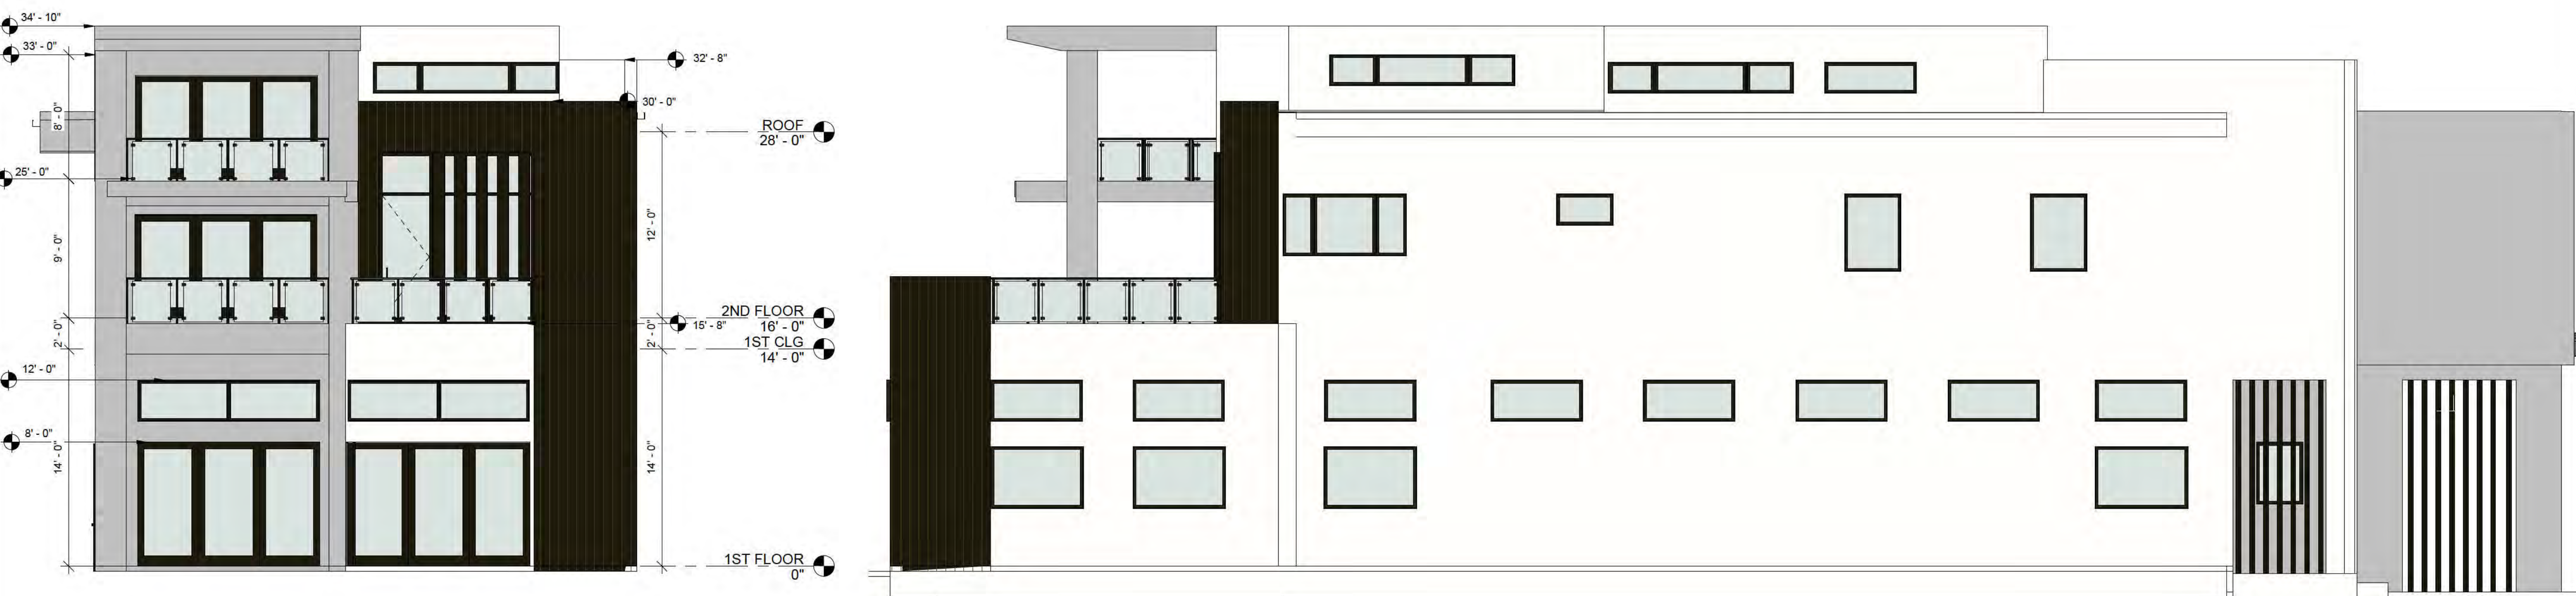 34' - 10"
33' - 0"
8' - 0"
25' - 0"
9' - 0"
2' - 0"
12' - 0"
8' - 0"
14' - 0"
32' - 8"
30' - 0"
12' - 0"
15' - 8"
2' - 0"
14' - 0"
ROOF
28' - 0"
2ND FLOOR
16' - 0"
1ST CLG
14' - 0"
1ST FLOOR
0"